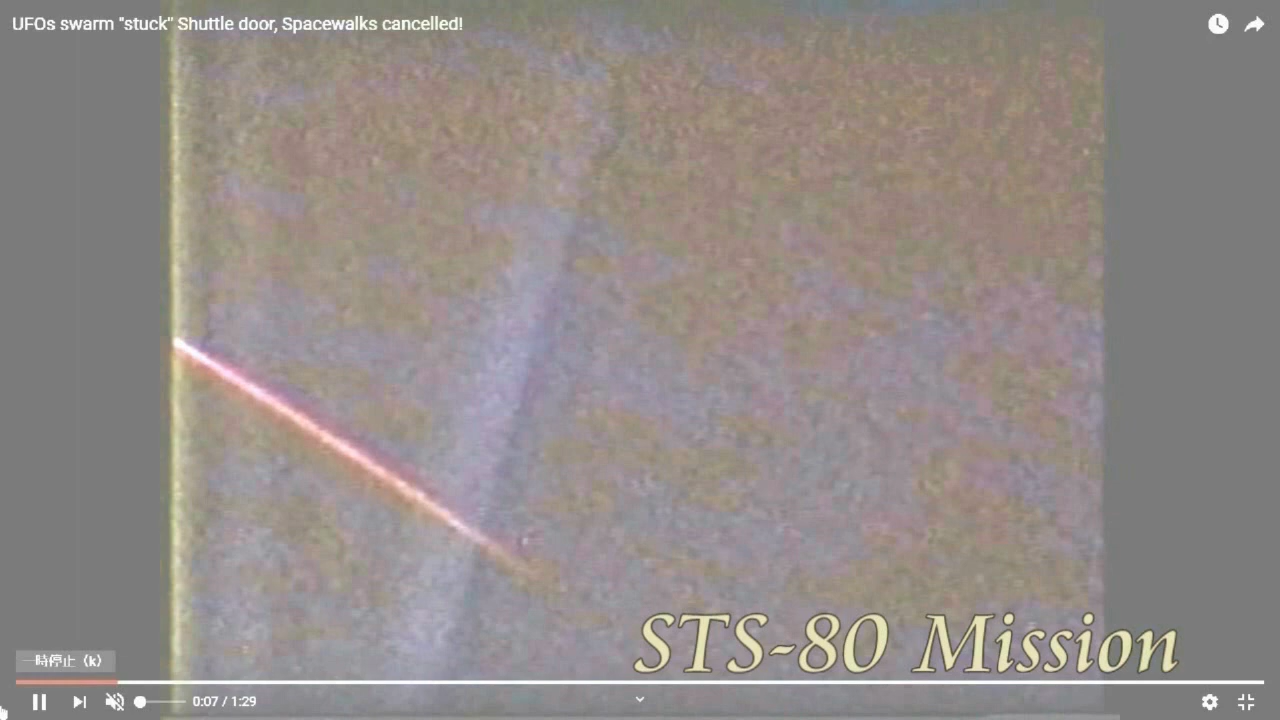 UFOs swarm "stuck" Shuttle door, Spacewalks cancelled!
STS-80 Mission
一時停止 (k)
0:07 / 1:29